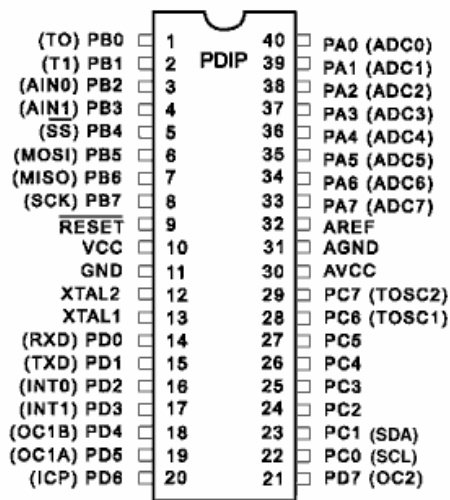 (TO) PB0 1 40 PA0 (ADC0)
(T1) PB1 2 PDIP 39 PA1 (ADC1)
(AIN0) PB2 3 38 PA2 (ADC2)
(AIN1) PB3 4 37 PA3 (ADC3)
(SS) PB4 5 36 PA4 (ADC4)
(MOSI) PB5 6 35 PA5 (ADC5)
(MISO) PB6 7 34 PA6 (ADC6)
(SCK) PB7 8 33 PA7 (ADC7)
RESET 9 32 AREF
VCC 10 31 AGND
GND 11 30 AVCC
XTAL2 12 29 PC7 (TOSC2)
XTAL1 13 28 PC6 (TOSC1)
(RXD) PD0 14 27 PC5
(TXD) PD1 15 26 PC4
(INT0) PD2 16 25 PC3
(INT1) PD3 17 24 PC2
(OC1B) PD4 18 23 PC1 (SDA)
(OC1A) PD5 19 22 PC0 (SCL)
(ICP) PD6 20 21 PD7 (OC2)